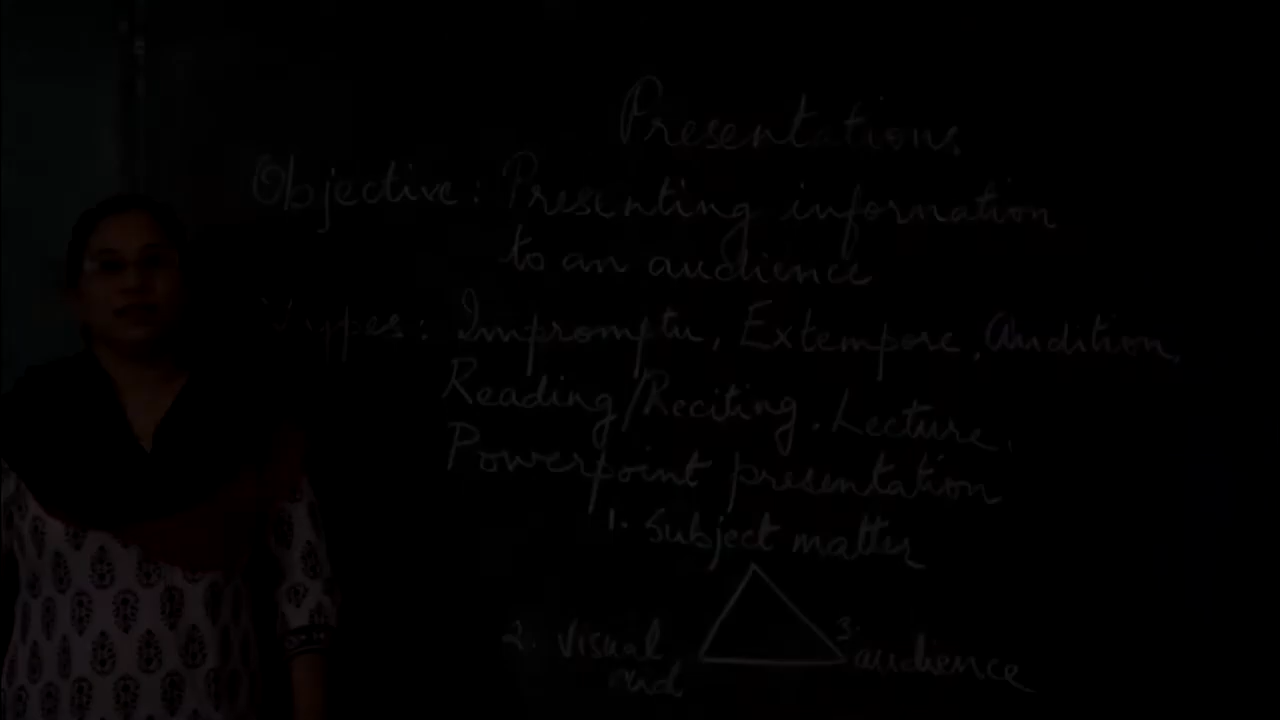 Presentations
Objective: Presenting information
to an audience
Types: Impromptu, Extempore, Audition,
Reading/Reciting, Lecture,
Powerpoint presentation
1. Subject matter
2. Visual
aid
3.
audience